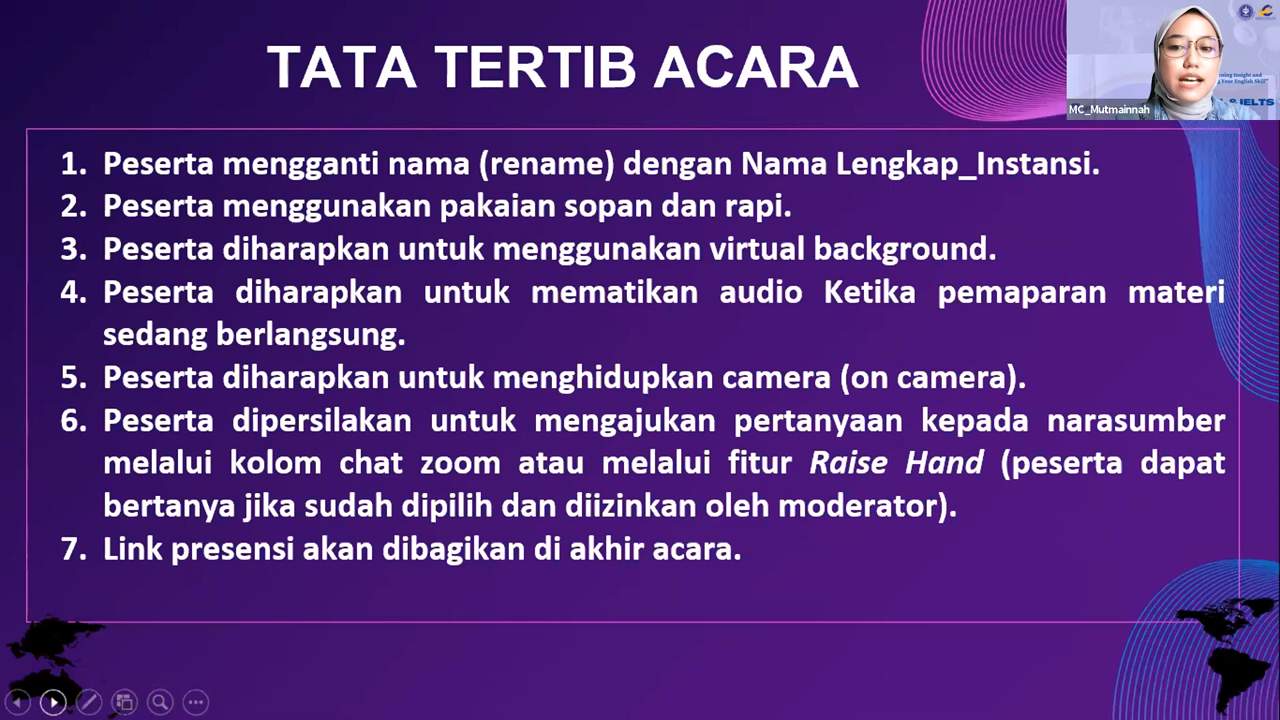 TATA TERTIB ACARA
MC_Mutmainnah
1. Peserta mengganti nama (rename) dengan Nama Lengkap_Instansi.
2. Peserta menggunakan pakaian sopan dan rapi.
3. Peserta diharapkan untuk menggunakan virtual background.
4. Peserta diharapkan untuk mematikan audio Ketika pemaparan materi
sedang berlangsung.
5. Peserta diharapkan untuk menghidupkan camera (on camera).
6. Peserta dipersilakan untuk mengajukan pertanyaan kepada narasumber
melalui kolom chat zoom atau melalui fitur Raise Hand (peserta dapat
bertanya jika sudah dipilih dan diizinkan oleh moderator).
7. Link presensi akan dibagikan di akhir acara.